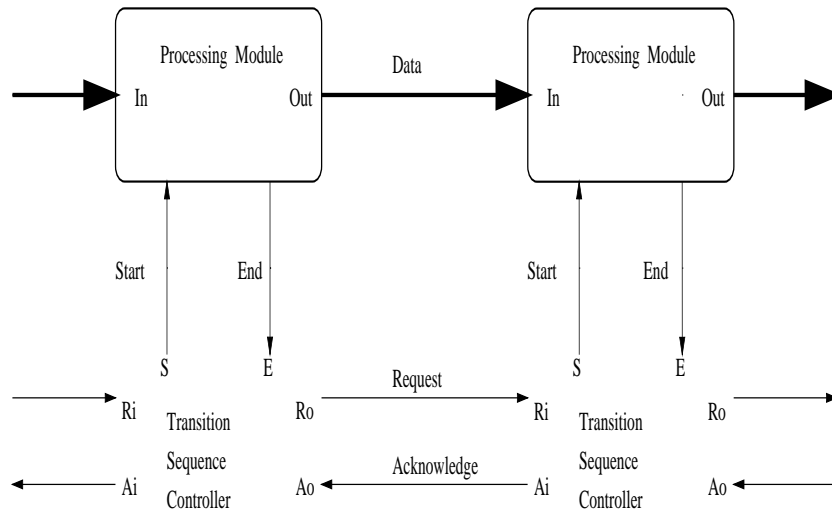 Processing Module
Data
Processing Module
In
Out
In
Out
Start
End
Start
End
S
E
S
E
Request
Ri
Transition
Sequence
Controller
Ro
Ri
Transition
Sequence
Controller
Ro
Acknowledge
Ai
Ao
Ai
Ao